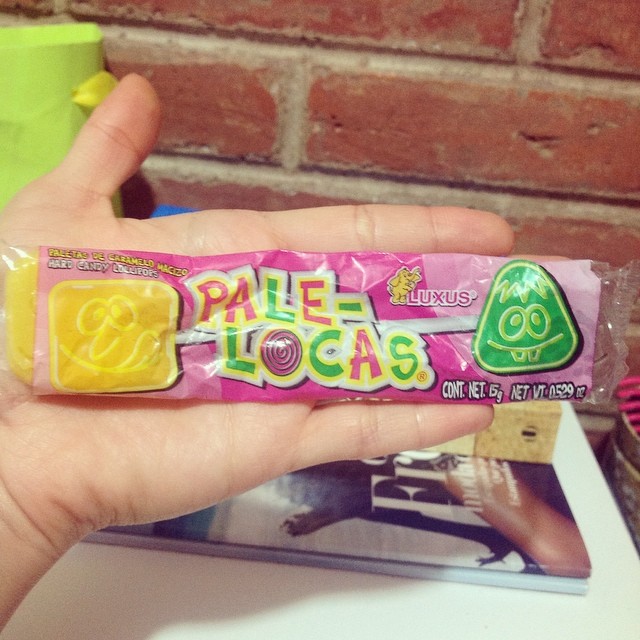 PALETAS DE CARAMELO MACIZO
HARD CANDY LOLLIPOPS
PALE-
LOCAS®
LUXUS®
CONT. NET. 15g NET WT. 0.529 oz